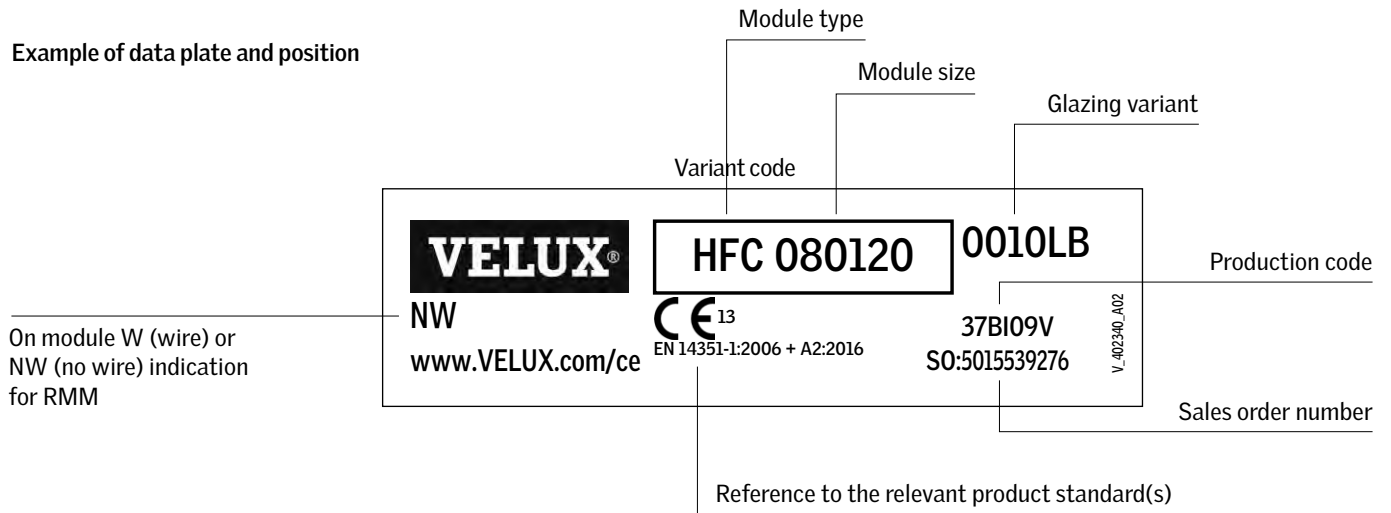 Module type
Example of data plate and position
Module size
Glazing variant
Variant code
VELUX®
HFC 080120
0010LB
Production code
NW
CE 13
37BI09V
V_402340_A02
On module W (wire) or
NW (no wire) indication
for RMM
www.VELUX.com/ce
EN 14351-1:2006 + A2:2016
SO:5015539276
Sales order number
Reference to the relevant product standard(s)